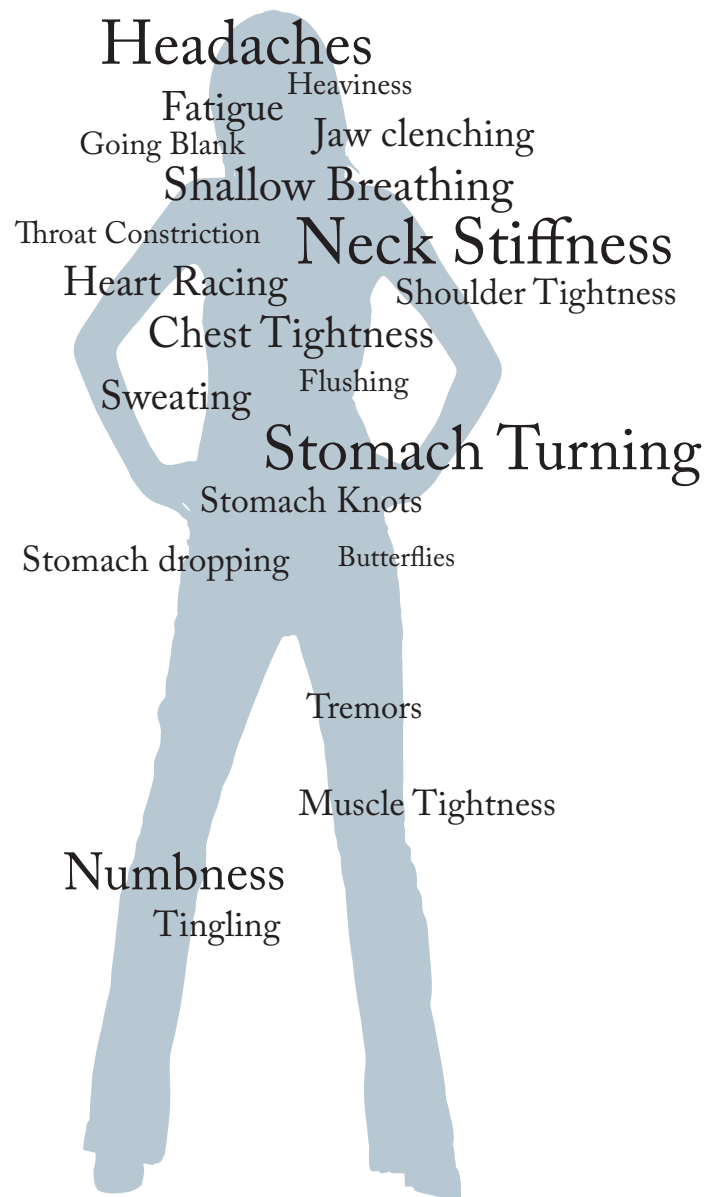 Headaches
Heaviness
Fatigue
Jaw clenching
Going Blank
Shallow Breathing
Throat Constriction
Neck Stiffness
Heart Racing
Shoulder Tightness
Chest Tightness
Flushing
Sweating
Stomach Turning
Stomach Knots
Stomach dropping
Butterflies
Tremors
Muscle Tightness
Numbness
Tingling